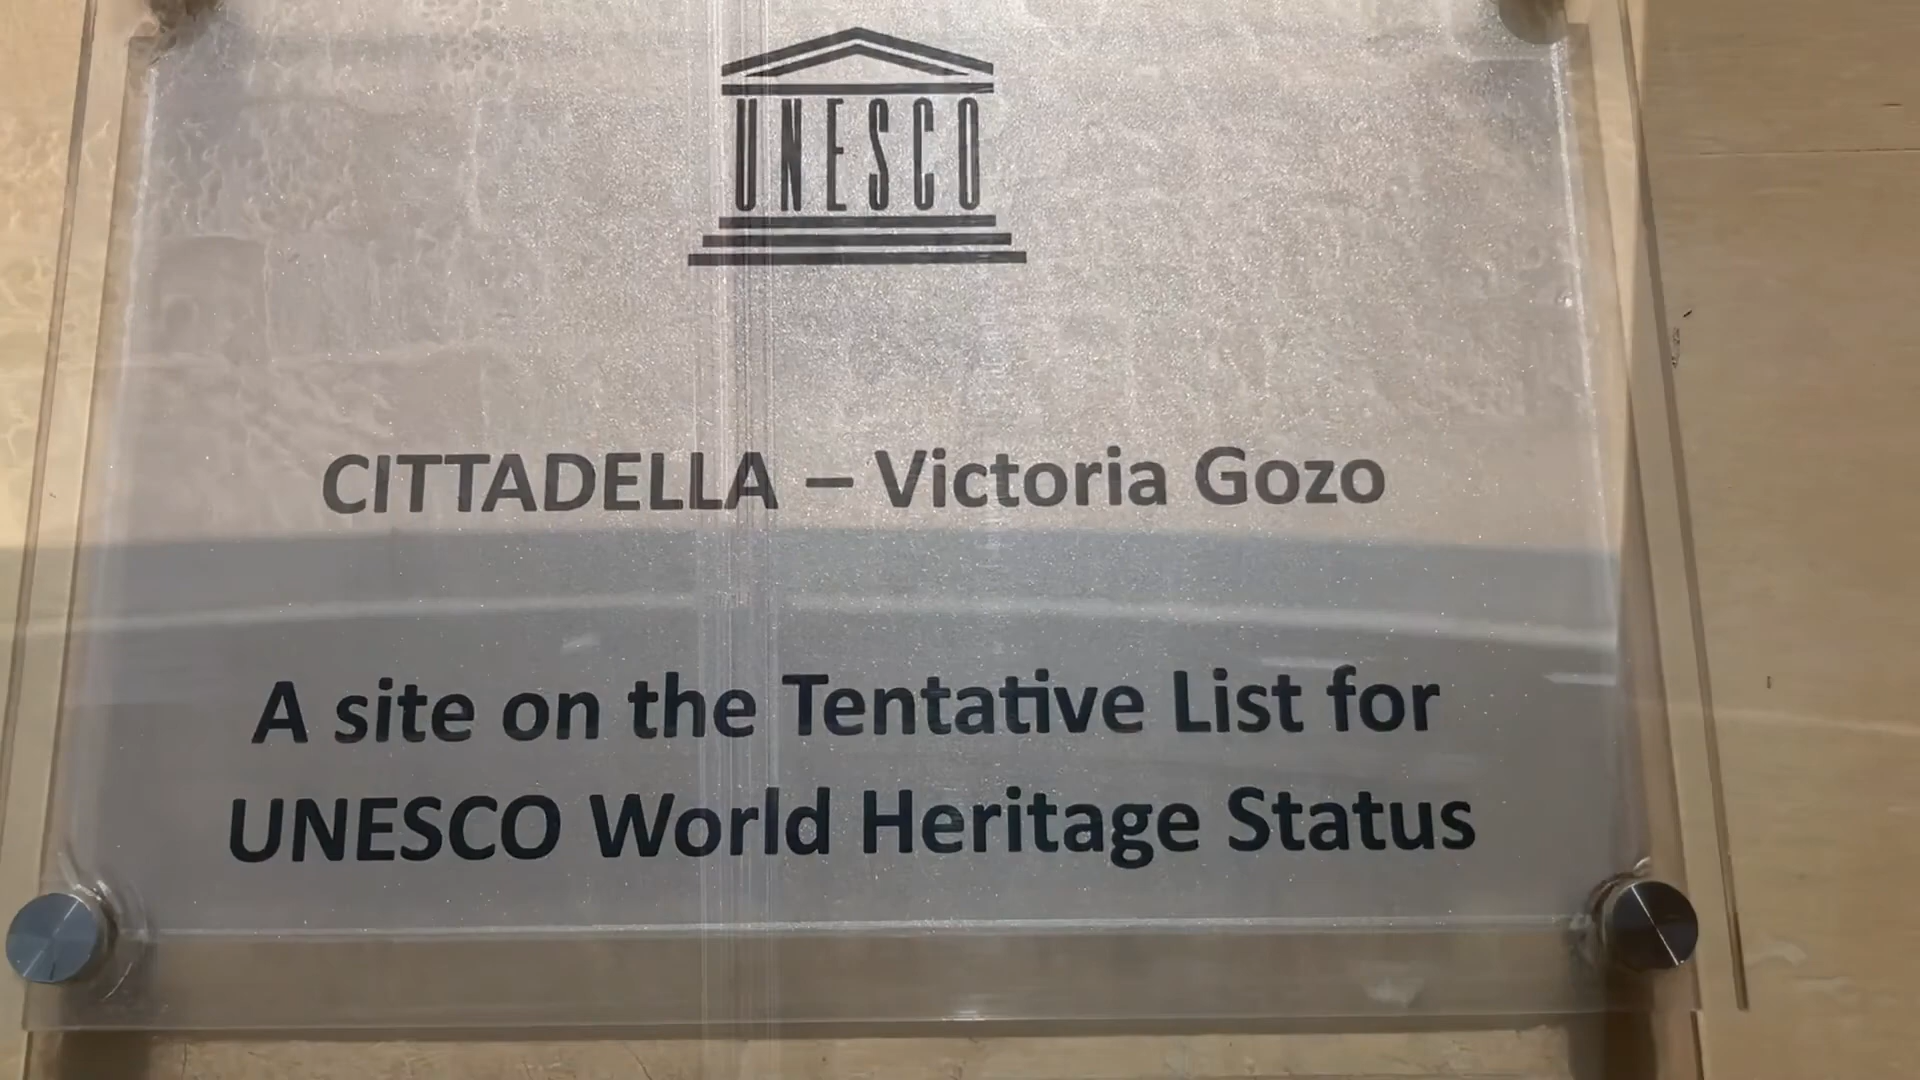 UNESCO
CITTADELLA – Victoria Gozo
A site on the Tentative List for
UNESCO World Heritage Status